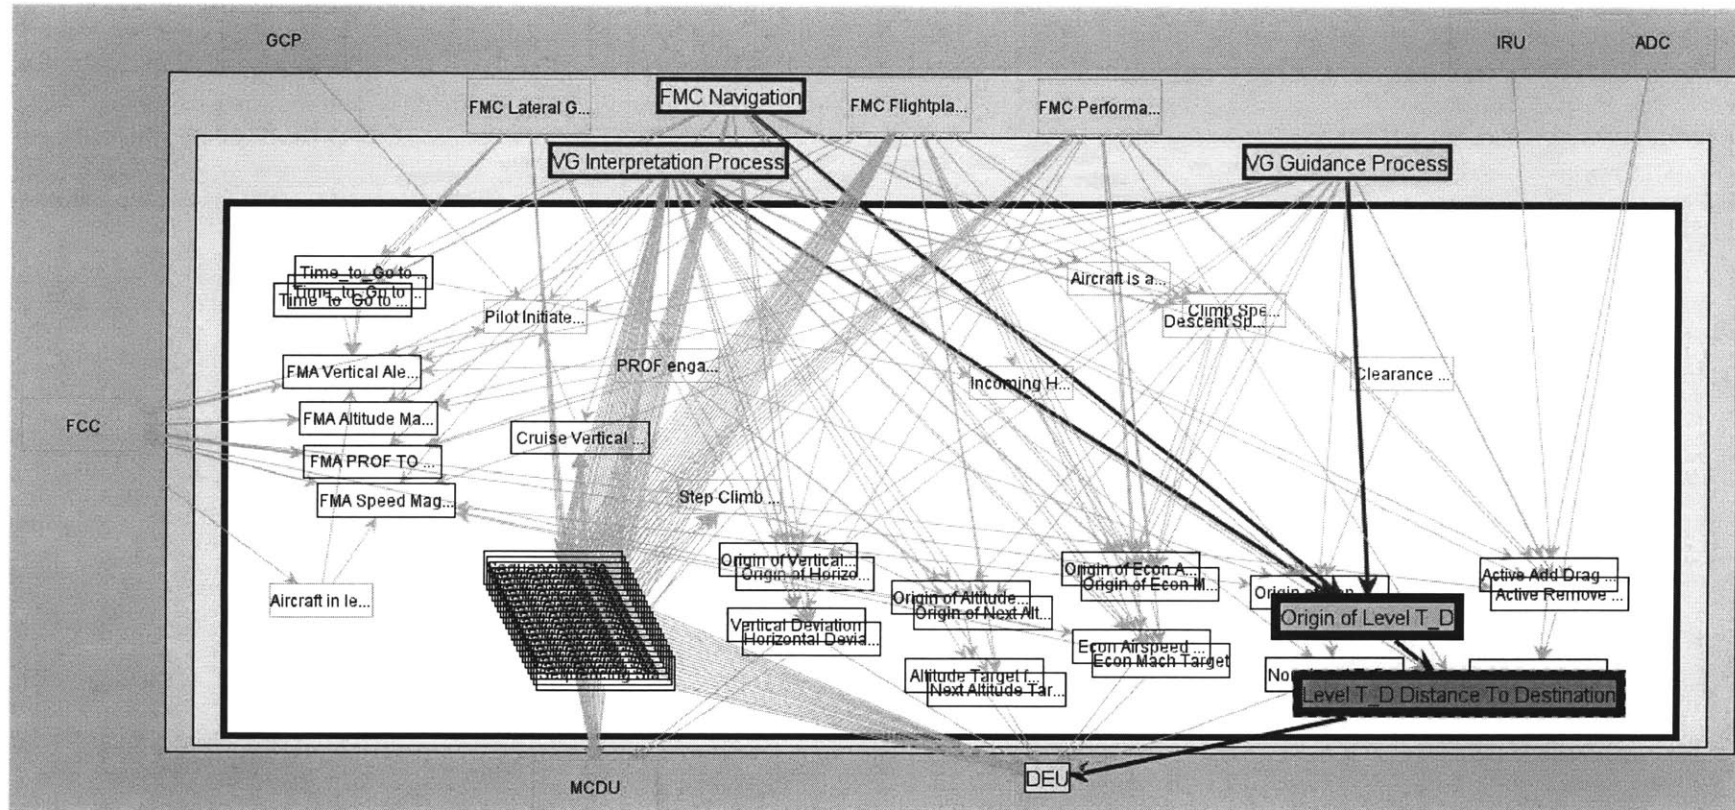 GCP
IRU
ADC
FMC Lateral G...
FMC Navigation
FMC Flightpla...
FMC Performa...
VG Interpretation Process
VG Guidance Process
Time_to_Go to ...
Time_to_Go to ...
Time_to_Go to ...
Aircraft is a...
Pilot Initiate...
Climb Spe...
Descent Sp...
FMA Vertical Ale...
PROF enga...
Incoming H...
Clearance ...
FCC
FMA Altitude Ma...
Cruise Vertical ...
FMA PROF TO ...
FMA Speed Mag...
Step Climb ...
Origin of Vertical...
Origin of Horizo...
Origin of Econ A...
Origin of Econ M...
Active Add Drag ...
Active Remove ...
Aircraft in le...
Origin of Altitude...
Origin of Next Alt...
Origin of Level T_D
Vertical Deviation
Horizontal Devia...
Econ Airspeed ...
Econ Mach Target
Altitude Target f...
Next Altitude Tar...
Level T_D Distance To Destination
MCDU
DEU